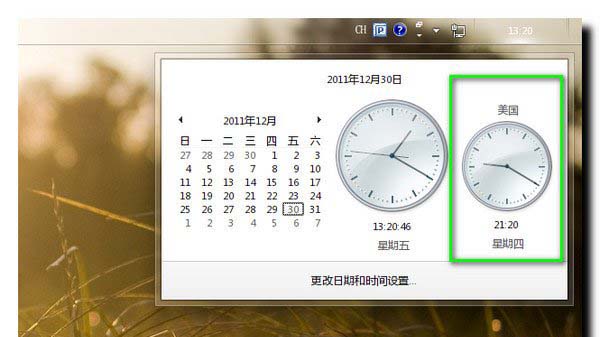 CH
13:20
2011年12月30日
2011年12月
日 一 二 三 四 五 六
27 28 29 30 1 2 3
4 5 6 7 8 9 10
11 12 13 14 15 16 17
18 19 20 21 22 23 24
25 26 27 28 29 30 31
1 2 3 4 5 6 7
13:20:46
星期五
美国
21:20
星期四
更改日期和时间设置...